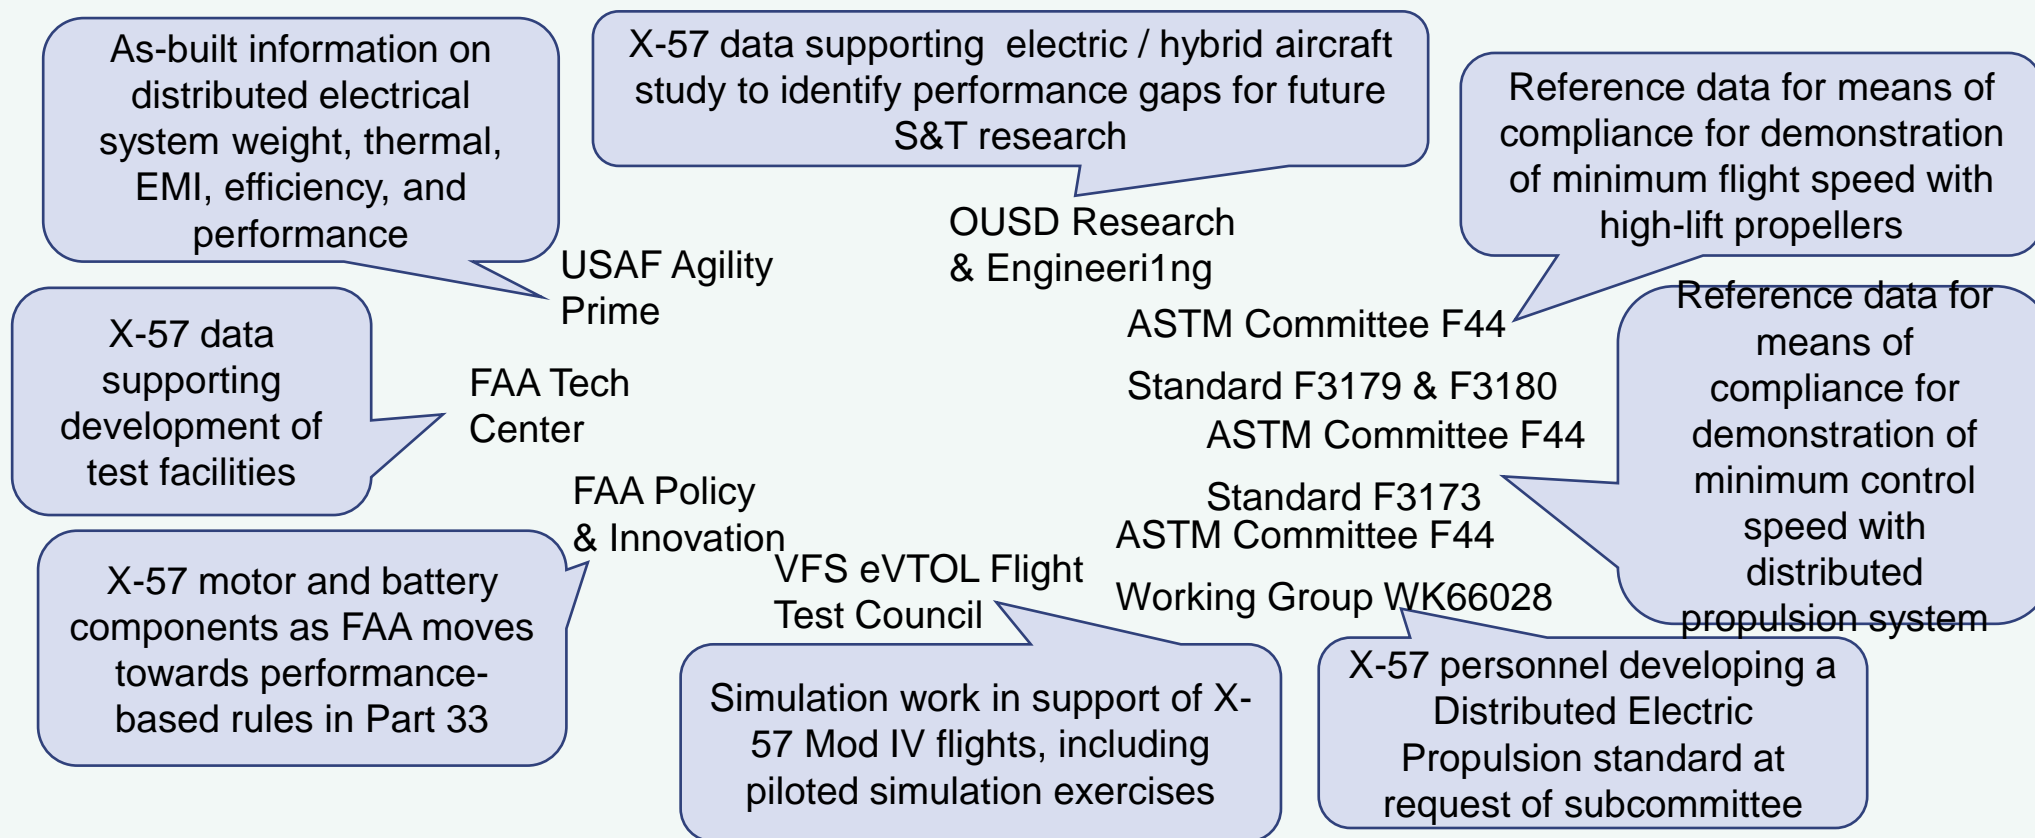 As-built information on
distributed electrical
system weight, thermal,
EMI, efficiency, and
performance
USAF Agility
Prime
X-57 data supporting  electric / hybrid aircraft
study to identify performance gaps for future
S&T research
OUSD Research
& Engineeri1ng
Reference data for means of
compliance for demonstration
of minimum flight speed with
high-lift propellers
ASTM Committee F44
Standard F3179 & F3180
Reference data for
means of
compliance for
demonstration of
minimum control
speed with
distributed
propulsion system
ASTM Committee F44
Standard F3173
X-57 data
supporting
development of
test facilities
FAA Tech
Center
FAA Policy
& Innovation
X-57 motor and battery
components as FAA moves
towards performance-
based rules in Part 33
VFS eVTOL Flight
Test Council
Simulation work in support of X-
57 Mod IV flights, including
piloted simulation exercises
ASTM Committee F44
Working Group WK66028
X-57 personnel developing a
Distributed Electric
Propulsion standard at
request of subcommittee